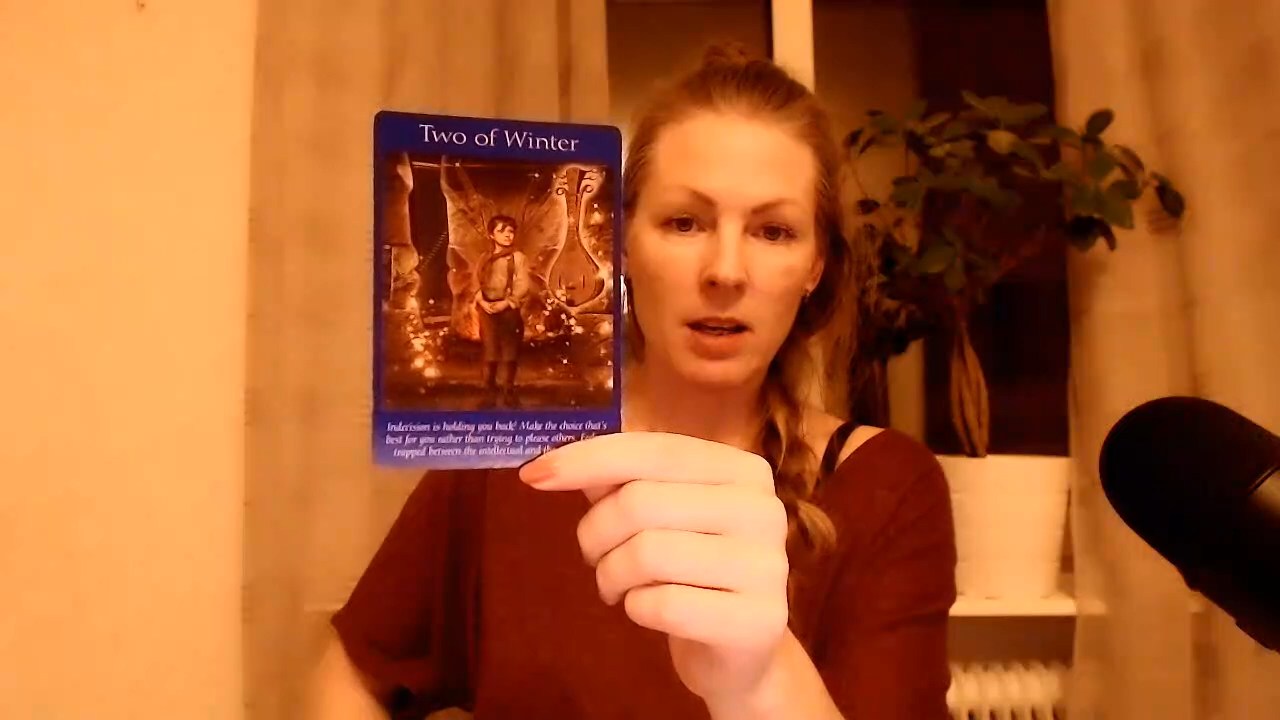 Two of Winter
Indecision is holding you back! Make the choice that's
best for you rather than trying to please others.
trapped between the intellectual and